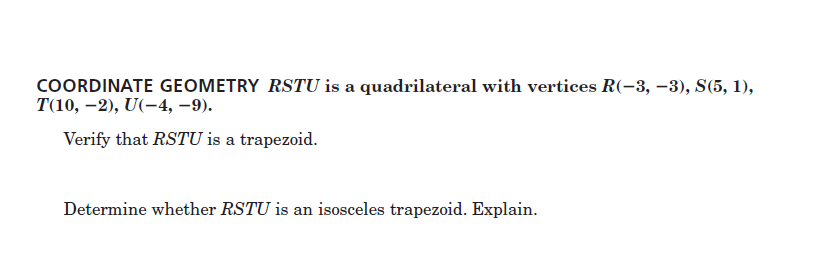 COORDINATE GEOMETRY RSTU is a quadrilateral with vertices R(−3, −3), S(5, 1),
T(10, −2), U(−4, −9).
Verify that RSTU is a trapezoid.
Determine whether RSTU is an isosceles trapezoid. Explain.